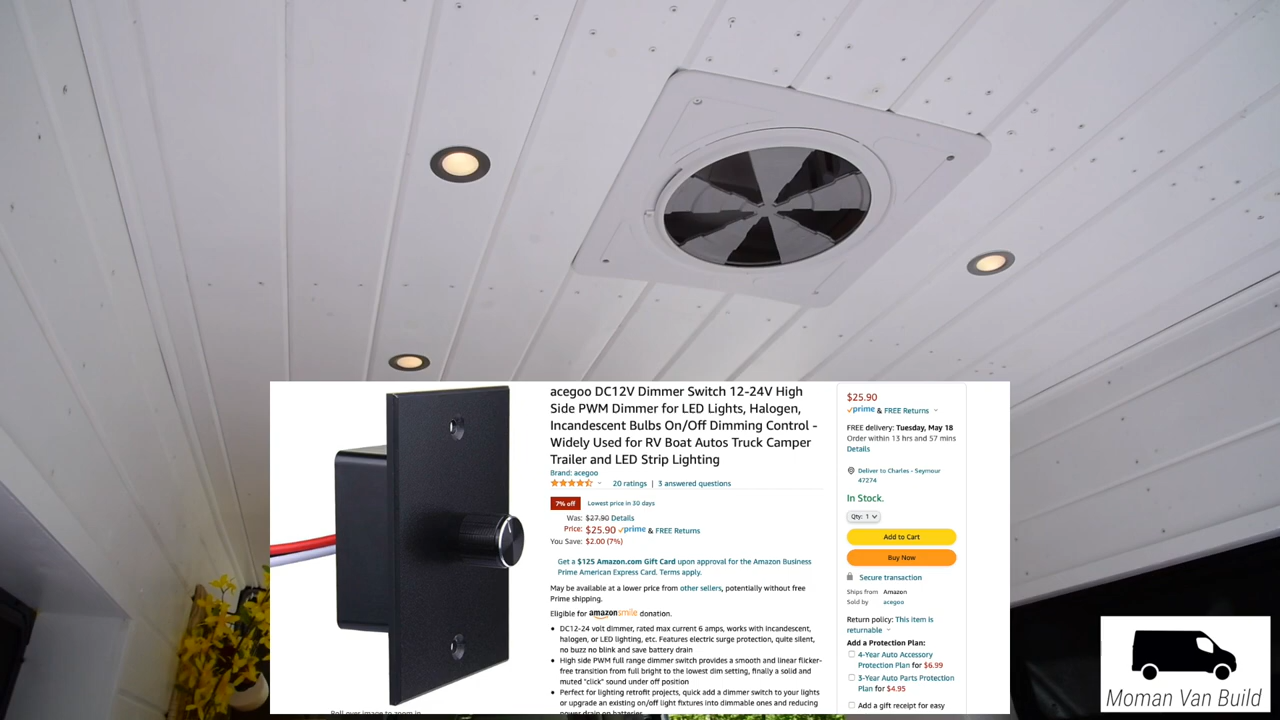 acegoo DC12V Dimmer Switch 12-24V High
Side PWM Dimmer for LED Lights, Halogen,
Incandescent Bulbs On/Off Dimming Control -
Widely Used for RV Boat Autos Truck Camper
Trailer and LED Strip Lighting
Brand: acegoo
20 ratings | 3 answered questions
7% off Lowest price in 30 days
Was: $27.90 Details
Price: $25.90 prime & FREE Returns
You Save: $2.00 (7%)
Get a $125 Amazon.com Gift Card upon approval for the Amazon Business
Prime American Express Card. Terms apply.
May be available at a lower price from other sellers, potentially without free
Prime shipping.
Eligible for amazonsmile donation.
• DC12-24 volt dimmer, rated max current 6 amps, works with incandescent,
halogen, or LED lighting, etc. Features electric surge protection, quite silent,
no buzz no blink and save battery drain
• High side PWM full range dimmer switch provides a smooth and linear flicker-
free transition from full bright to the lowest dim setting, finally a solid and
muted "click" sound under off position
• Perfect for lighting retrofit projects, quick add a dimmer switch to your lights
or upgrade an existing on/off light fixtures into dimmable ones and reducing
power drain on batteries
Roll over image to zoom in
$25.90
prime & FREE Returns
FREE delivery: Tuesday, May 18
Order within 13 hrs and 57 mins
Details
Deliver to Charles - Seymour
47274
In Stock.
Qty: 1
Add to Cart
Buy Now
Secure transaction
Ships from Amazon
Sold by acegoo
Return policy: This item is
returnable
Add a Protection Plan:
4-Year Auto Accessory
Protection Plan for $6.99
3-Year Auto Parts Protection
Plan for $4.95
Add a gift receipt for easy
Moman Van Build